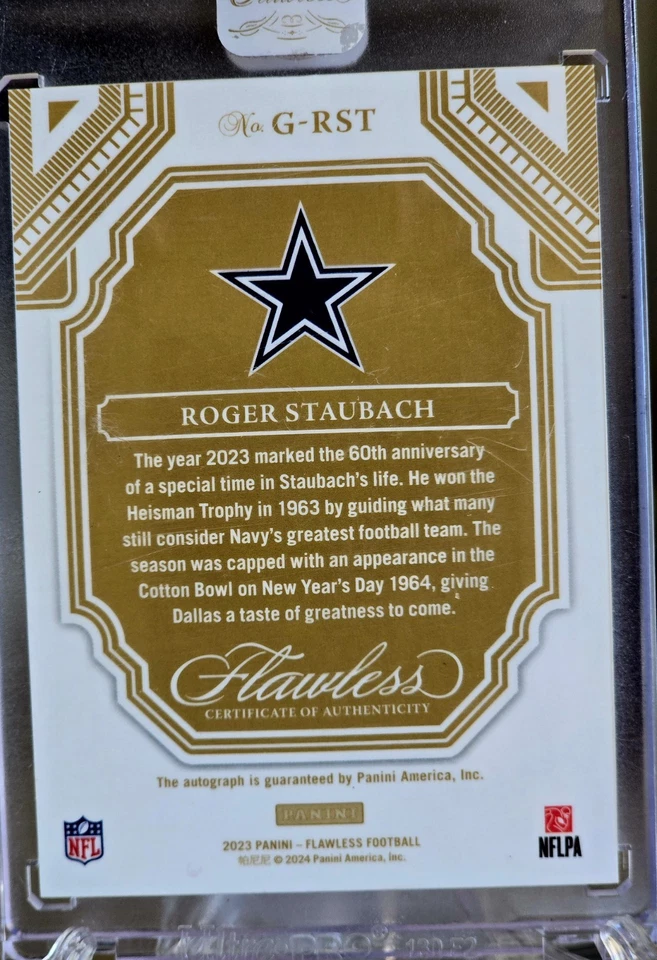 No. G-RST
ROGER STAUBACH
The year 2023 marked the 60th anniversary
of a special time in Staubach's life. He won the
Heisman Trophy in 1963 by guiding what many
still consider Navy's greatest football team. The
season was capped with an appearance in the
Cotton Bowl on New Year's Day 1964, giving
Dallas a taste of greatness to come.
Flawless
CERTIFICATE OF AUTHENTICITY
The autograph is guaranteed by Panini America, Inc.
PANINI
NFL
NFLPA
2023 PANINI – FLAWLESS FOOTBALL
帕尼尼 © 2024 Panini America, Inc.